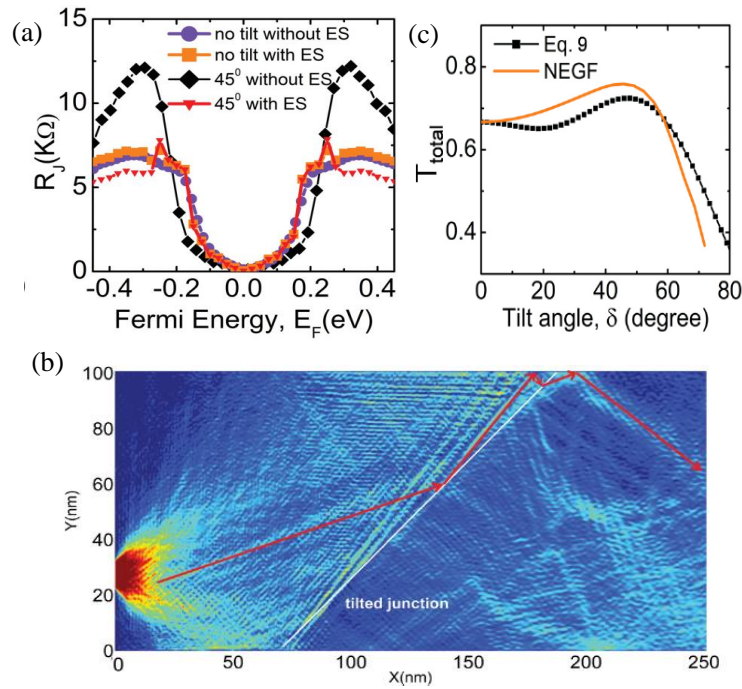 (a)
no tilt without ES
no tilt with ES
45⁰ without ES
45⁰ with ES
15
10
5
0
R_J(KΩ)
-0.4 -0.2 0.0 0.2 0.4
Fermi Energy, E_F(eV)
(c)
Eq. 9
NEGF
0.8
0.6
0.4
T_total
0 20 40 60 80
Tilt angle, δ (degree)
(b)
100
80
60
40
20
0
Y(nm)
tilted junction
0 50 100 150 200 250
X(nm)